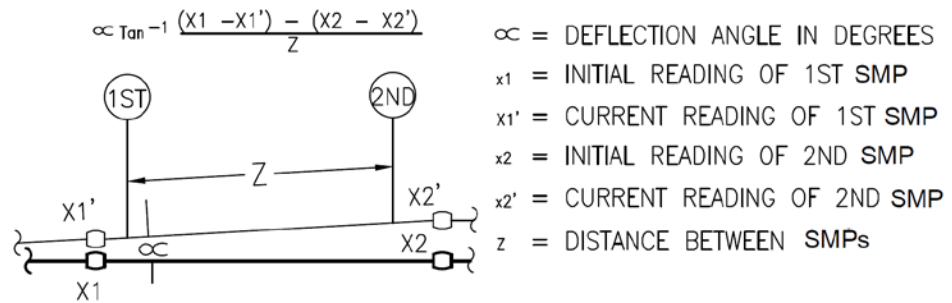 ∝ Tan⁻¹ (X1 - X1') - (X2 - X2')
Z
∝ = DEFLECTION ANGLE IN DEGREES
x1 = INITIAL READING OF 1ST SMP
x1' = CURRENT READING OF 1ST SMP
x2 = INITIAL READING OF 2ND SMP
x2' = CURRENT READING OF 2ND SMP
z = DISTANCE BETWEEN SMPs
1ST
2ND
Z
X1'
X2'
∝
X2
X1